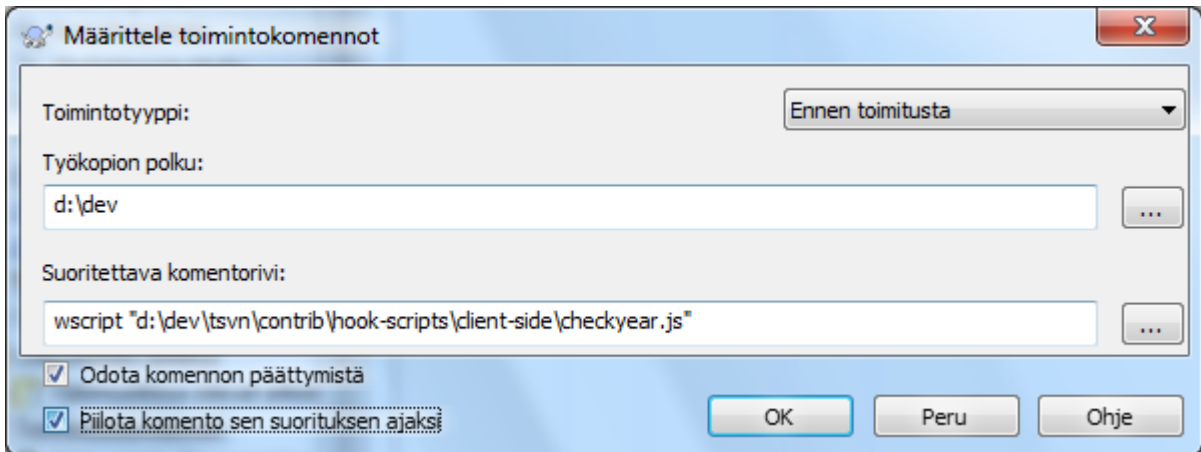 Määrittele toimintokomennot
Toimintotyyppi:
Ennen toimitusta
Työkopion polku:
d:\dev
...
Suoritettava komentorivi:
wscript "d:\dev\tsvn\contrib\hook-scripts\client-side\checkyear.js"
...
Odota komennon päättymistä
Piilota komento sen suorituksen ajaksi
OK
Peru
Ohje